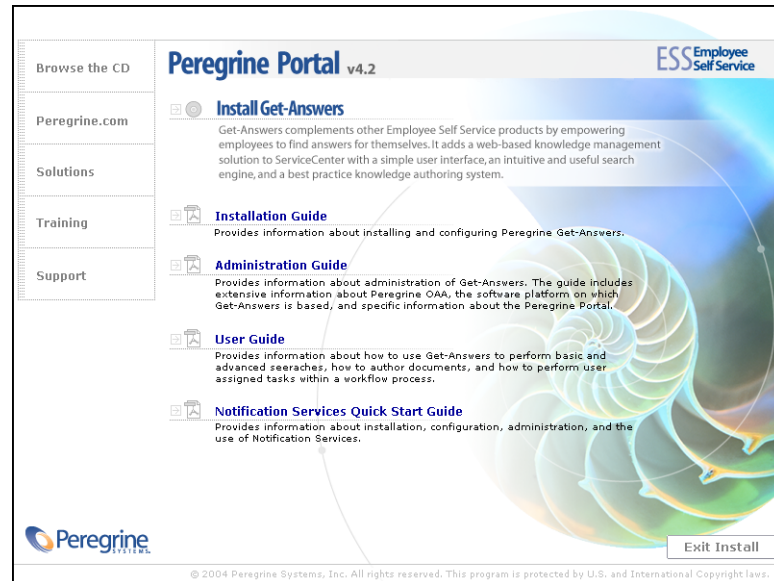 Browse the CD
Peregrine.com
Solutions
Training
Support
Peregrine Portal v4.2
ESS Employee
Self Service
Install Get-Answers
Get-Answers complements other Employee Self Service products by empowering
employees to find answers for themselves. It adds a web-based knowledge management
solution to ServiceCenter with a simple user interface, an intuitive and useful search
engine, and a best practice knowledge authoring system.
Installation Guide
Provides information about installing and configuring Peregrine Get-Answers.
Administration Guide
Provides information about administration of Get-Answers. The guide includes
extensive information about Peregrine OAA, the software platform on which
Get-Answers is based, and specific information about the Peregrine Portal.
User Guide
Provides information about how to use Get-Answers to perform basic and
advanced seeraches, how to author documents, and how to perform user
assigned tasks within a workflow process.
Notification Services Quick Start Guide
Provides information about installation, configuration, administration, and the
use of Notification Services.
Peregrine
SYSTEMS
Exit Install
© 2004 Peregrine Systems, Inc. All rights reserved. This program is protected by U.S. and International Copyright laws.